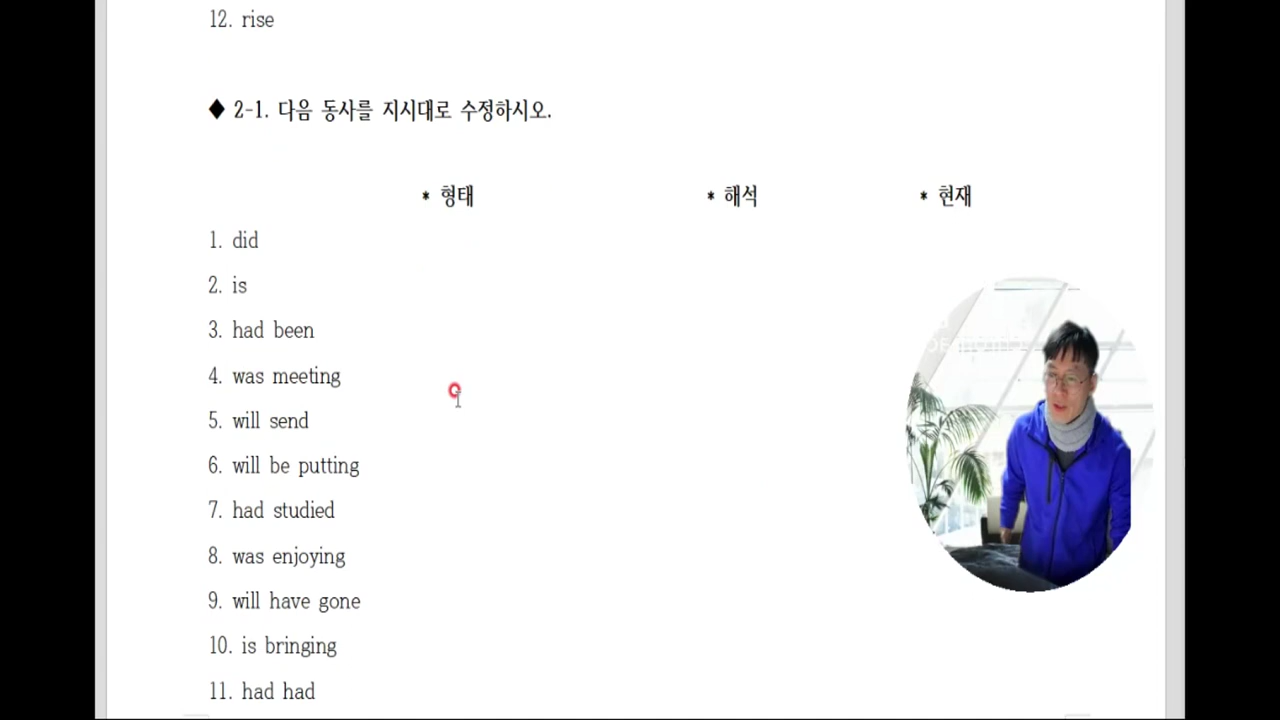 12. rise
◆ 2-1. 다음 동사를 지시대로 수정하시오.
* 형태 * 해석 * 현재
1. did
2. is
3. had been
4. was meeting
5. will send
6. will be putting
7. had studied
8. was enjoying
9. will have gone
10. is bringing
11. had had